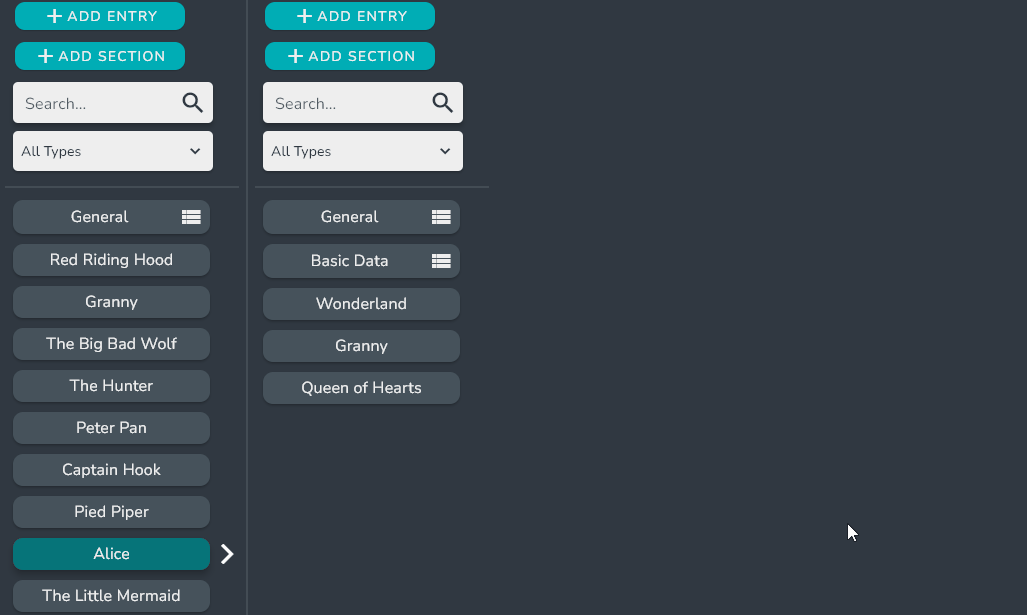 ADD ENTRY
ADD SECTION
Search...
All Types
General
Red Riding Hood
Granny
The Big Bad Wolf
The Hunter
Peter Pan
Captain Hook
Pied Piper
Alice
The Little Mermaid
ADD ENTRY
ADD SECTION
Search...
All Types
General
Basic Data
Wonderland
Granny
Queen of Hearts